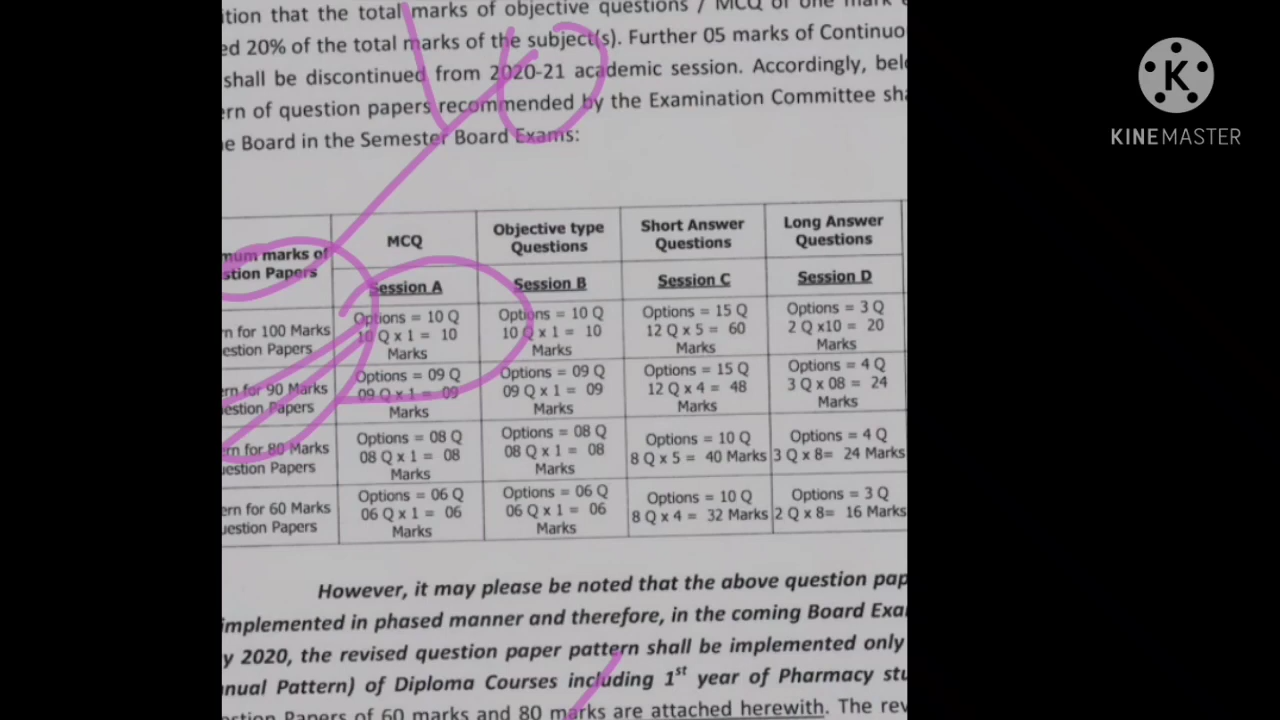 ition that the total marks of objective questions / MCQ of one mark
ed 20% of the total marks of the subject(s). Further 05 marks of Continuo
shall be discontinued from 2020-21 academic session. Accordingly, bel
ern of question papers recommended by the Examination Committee sha
e Board in the Semester Board Exams:
KINEMASTER
mum marks of
stion Papers
MCQ
Objective type
Questions
Short Answer
Questions
Long Answer
Questions
Session A
Session B
Session C
Session D
n for 100 Marks
estion Papers
Options = 10 Q
10 Q x 1 = 10
Marks
Options = 10 Q
10 Q x 1 = 10
Marks
Options = 15 Q
12 Q x 5 = 60
Marks
Options = 3 Q
2 Q x10 = 20
Marks
ern for 90 Marks
estion Papers
Options = 09 Q
09 Q x 1 = 09
Marks
Options = 09 Q
09 Q x 1 = 09
Marks
Options = 15 Q
12 Q x 4 = 48
Marks
Options = 4 Q
3 Q x 08 = 24
Marks
ern for 80 Marks
uestion Papers
Options = 08 Q
08 Q x 1 = 08
Marks
Options = 08 Q
08 Q x 1 = 08
Marks
Options = 10 Q
8 Q x 5 = 40 Marks
Options = 4 Q
3 Q x 8= 24 Marks
ern for 60 Marks
uestion Papers
Options = 06 Q
06 Q x 1 = 06
Marks
Options = 06 Q
06 Q x 1 = 06
Marks
Options = 10 Q
8 Q x 4 = 32 Marks
Options = 3 Q
2 Q x 8= 16 Marks
However, it may please be noted that the above question pap
implemented in phased manner and therefore, in the coming Board Exa
y 2020, the revised question paper pattern shall be implemented only
nual Pattern) of Diploma Courses including 1st year of Pharmacy stu
estion Papers of 60 marks and 80 marks are attached herewith. The rev